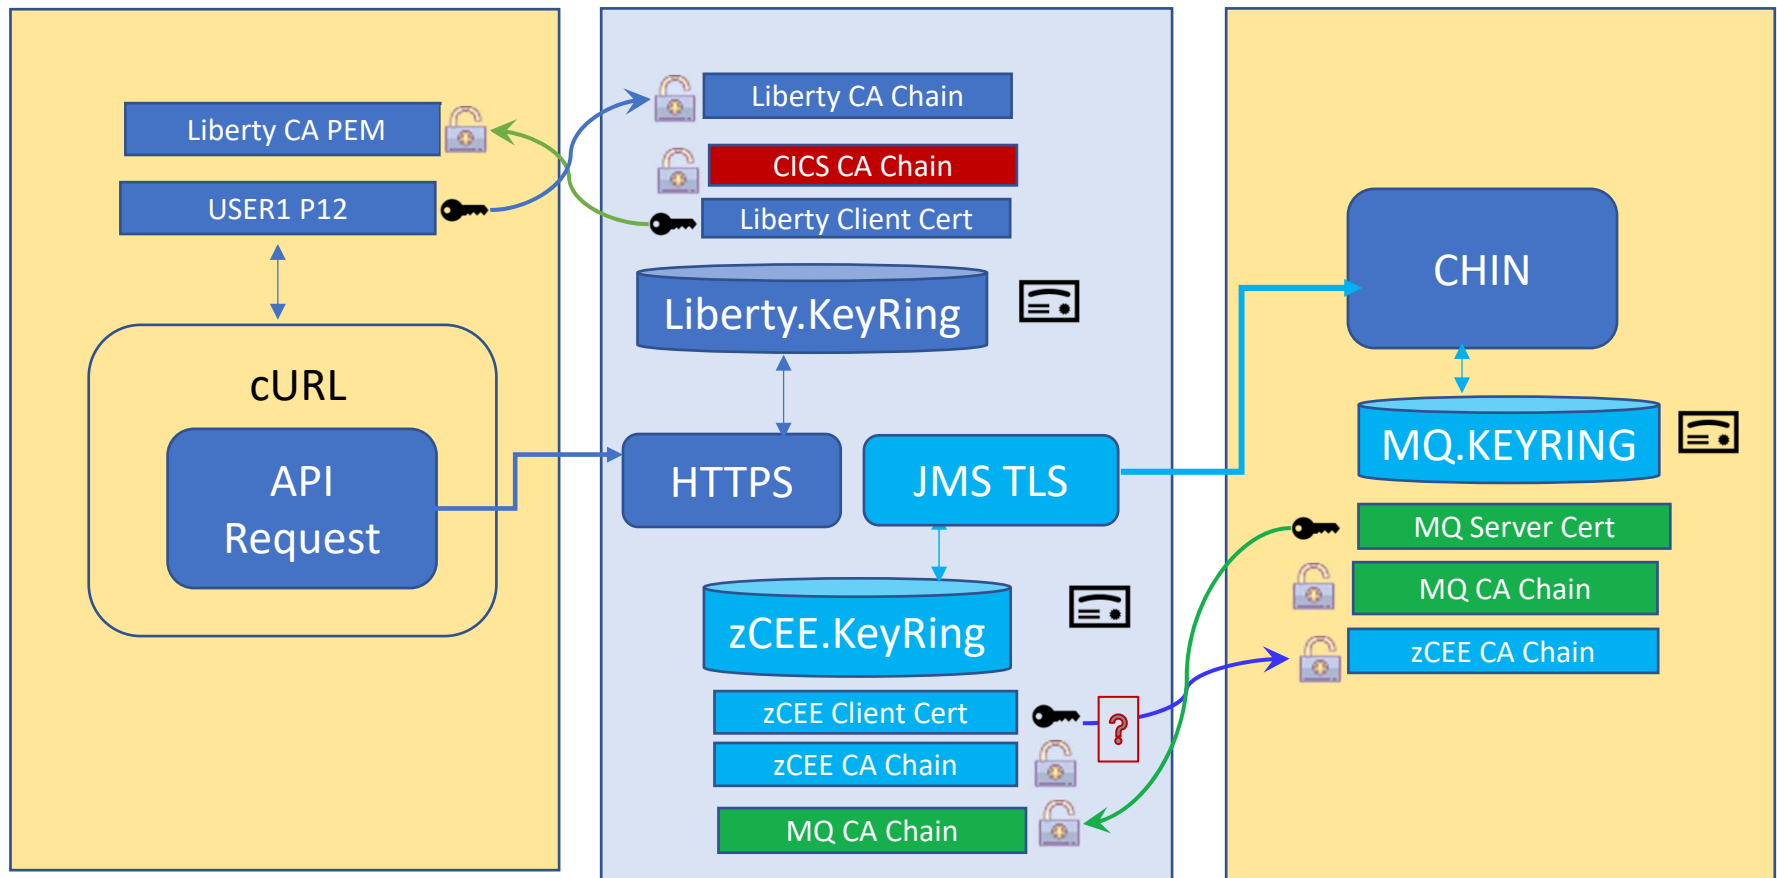 Liberty CA PEM
USER1 P12
cURL
API
Request
Liberty CA Chain
CICS CA Chain
Liberty Client Cert
Liberty.KeyRing
HTTPS
JMS TLS
zCEE.KeyRing
zCEE Client Cert
?
zCEE CA Chain
MQ CA Chain
CHIN
MQ.KEYRING
MQ Server Cert
MQ CA Chain
zCEE CA Chain